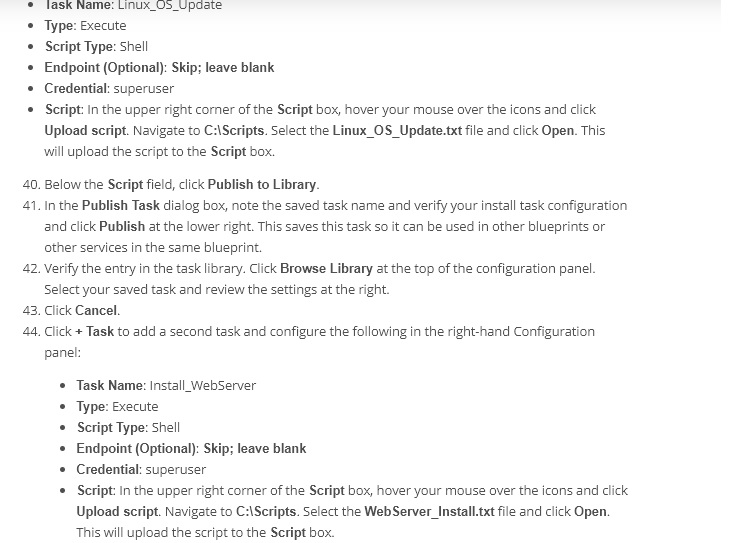 • Task Name: Linux_OS_Update
• Type: Execute
• Script Type: Shell
• Endpoint (Optional): Skip; leave blank
• Credential: superuser
• Script: In the upper right corner of the Script box, hover your mouse over the icons and click
Upload script. Navigate to C:\Scripts. Select the Linux_OS_Update.txt file and click Open. This
will upload the script to the Script box.
40. Below the Script field, click Publish to Library.
41. In the Publish Task dialog box, note the saved task name and verify your install task configuration
and click Publish at the lower right. This saves this task so it can be used in other blueprints or
other services in the same blueprint.
42. Verify the entry in the task library. Click Browse Library at the top of the configuration panel.
Select your saved task and review the settings at the right.
43. Click Cancel.
44. Click + Task to add a second task and configure the following in the right-hand Configuration
panel:
• Task Name: Install_WebServer
• Type: Execute
• Script Type: Shell
• Endpoint (Optional): Skip; leave blank
• Credential: superuser
• Script: In the upper right corner of the Script box, hover your mouse over the icons and click
Upload script. Navigate to C:\Scripts. Select the WebServer_Install.txt file and click Open.
This will upload the script to the Script box.